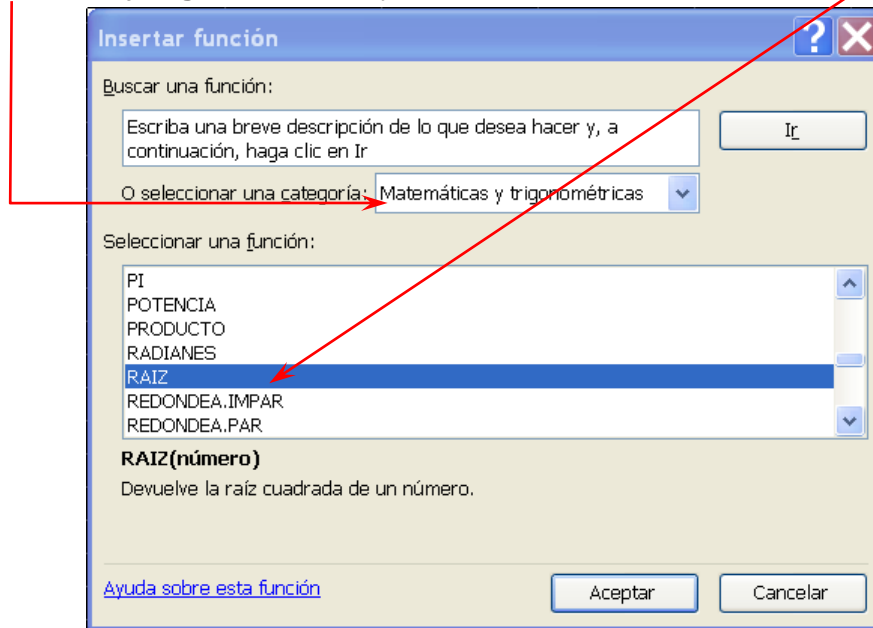 Insertar función
Buscar una función:
Escriba una breve descripción de lo que desea hacer y, a
continuación, haga clic en Ir
Ir
O seleccionar una categoría: Matemáticas y trigonométricas
Seleccionar una función:
PI
POTENCIA
PRODUCTO
RADIANES
RAIZ
REDONDEA.IMPAR
REDONDEA.PAR
RAIZ(número)
Devuelve la raíz cuadrada de un número.
Ayuda sobre esta función
Aceptar
Cancelar